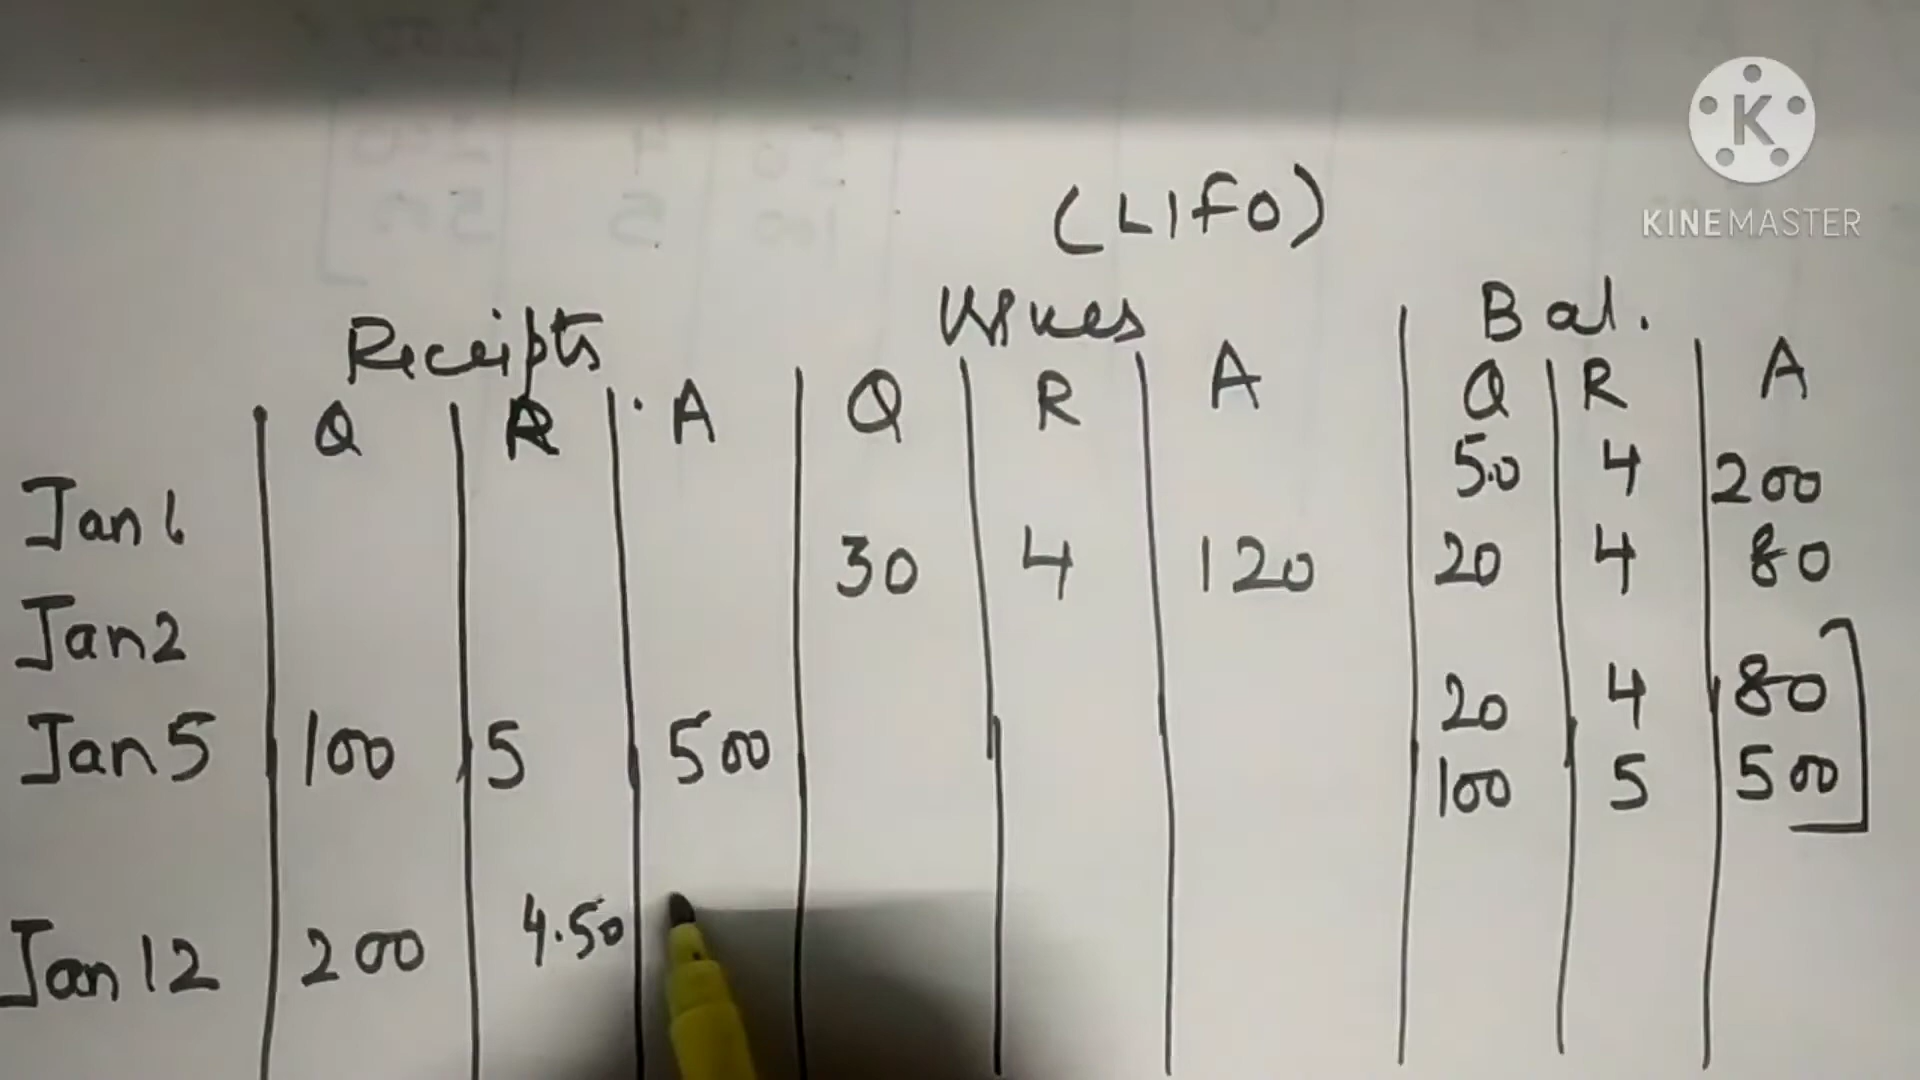 K
KINEMASTER
(LIFO)
Receipts Issues Bal.
Q R A Q R A Q R A
50 4 200
Jan 1
30 4 120 20 4 80
Jan 2
20 4 80
Jan 5 100 5 500
100 5 500
Jan 12 200 4.50